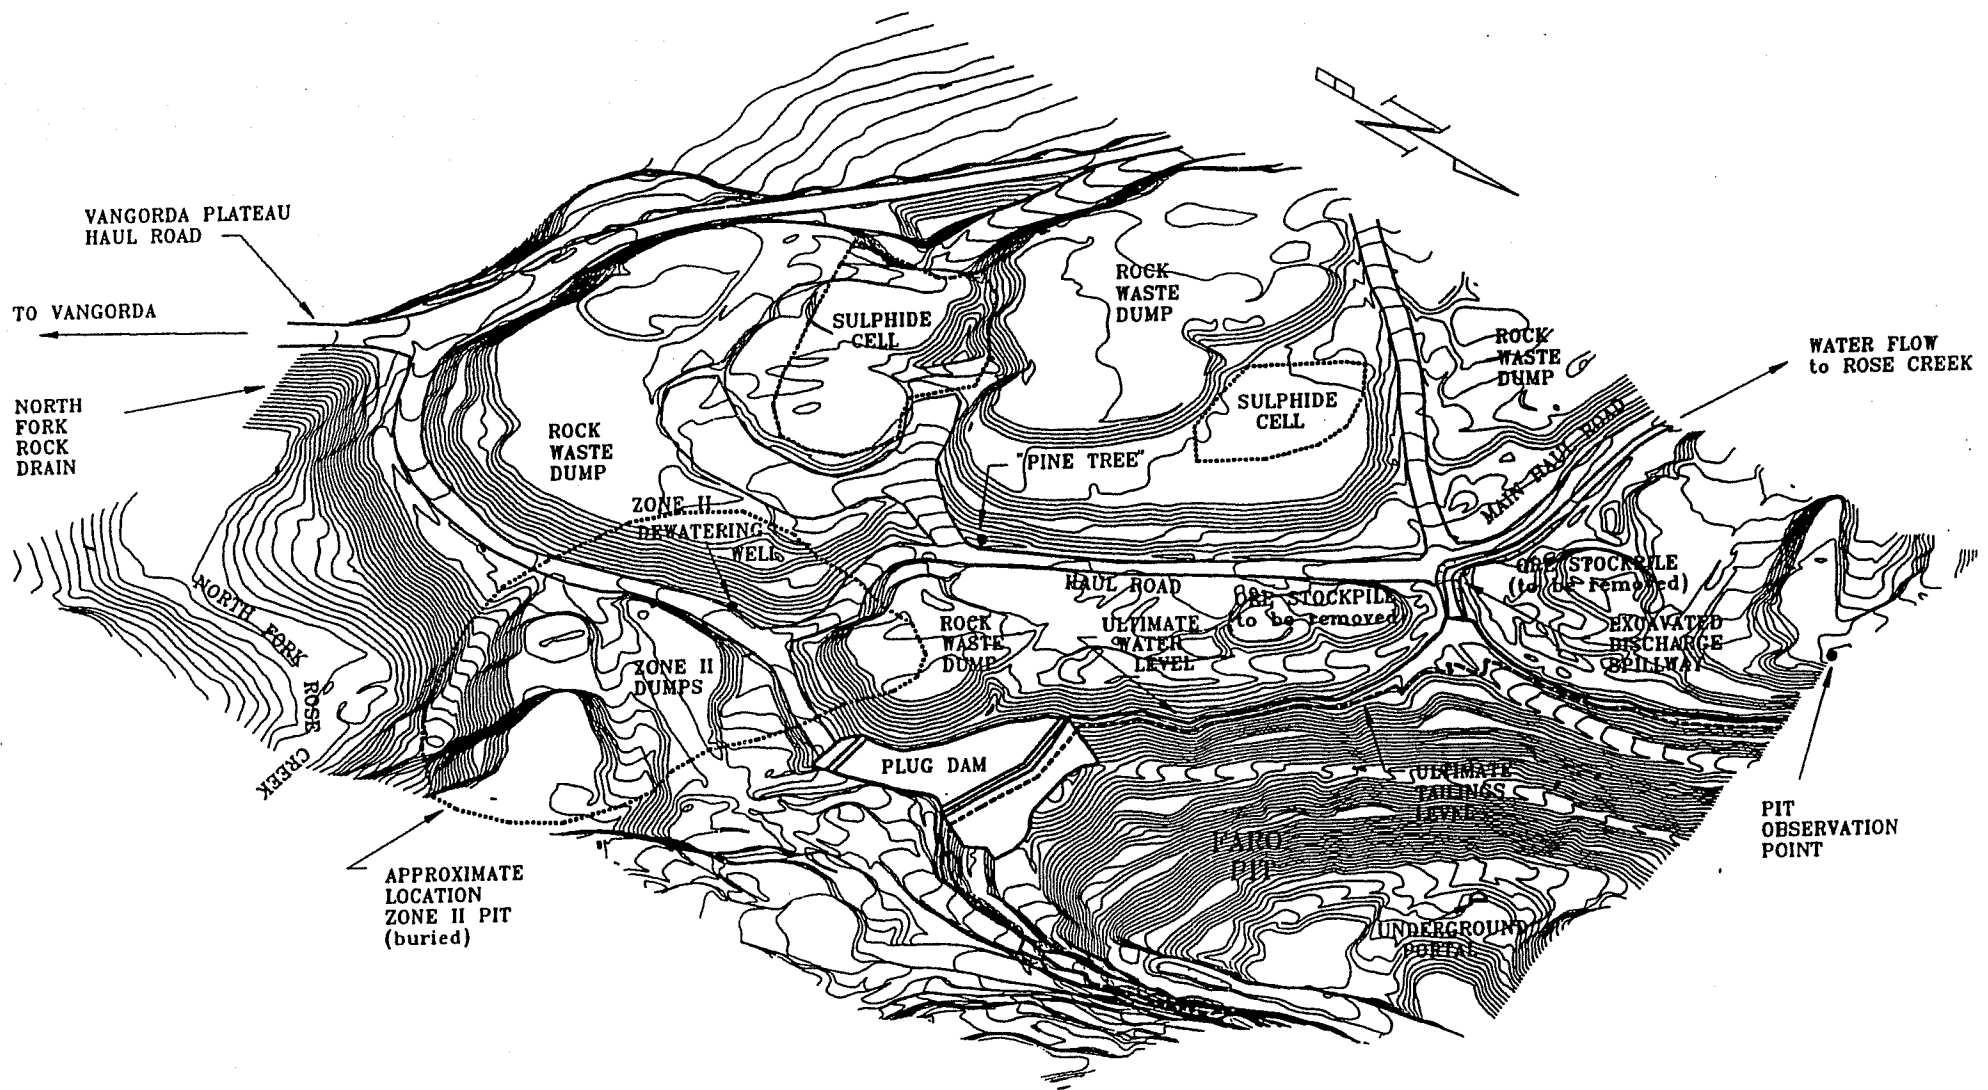 N
VANGORDA PLATEAU
HAUL ROAD
TO VANGORDA
NORTH
FORK
ROCK
DRAIN
SULPHIDE
CELL
ROCK
WASTE
DUMP
ROCK
WASTE
DUMP
WATER FLOW
to ROSE CREEK
SULPHIDE
CELL
MAIN HAUL ROAD
ROCK
WASTE
DUMP
"PINE TREE"
ZONE II
DEWATERING
WELL
NORTH FORK
ROSE
CREEK
HAUL ROAD
ORE STOCKPILE
(to be removed)
ORE STOCKPILE
(to be removed)
ROCK
WASTE
DUMP
ULTIMATE
WATER
LEVEL
EXCAVATED
DISCHARGE
SPILLWAY
ZONE II
DUMPS
PLUG DAM
ULTIMATE
TAILINGS
LEVEL
FARO
PIT
PIT
OBSERVATION
POINT
APPROXIMATE
LOCATION
ZONE II PIT
(buried)
UNDERGROUND
PORTAL